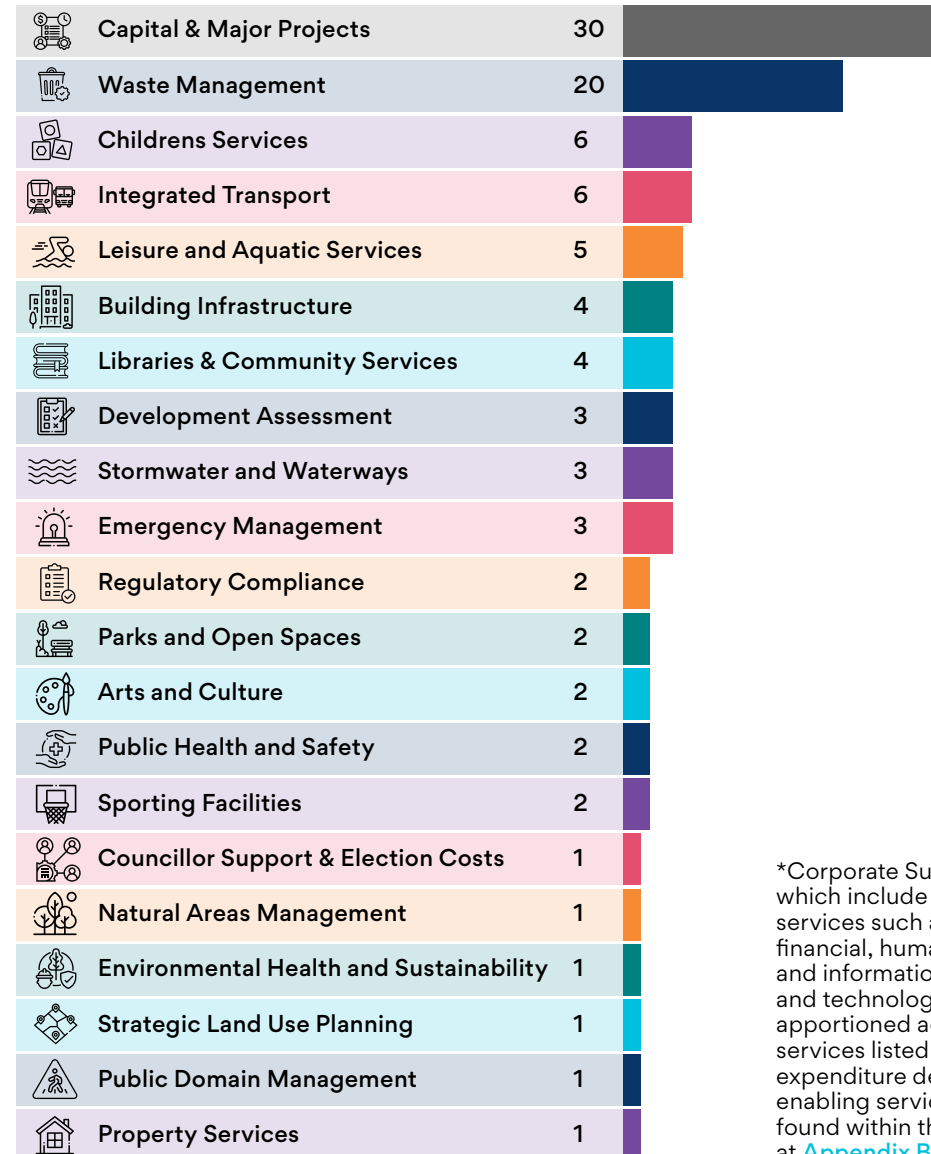 Capital & Major Projects 30
Waste Management 20
Childrens Services 6
Integrated Transport 6
Leisure and Aquatic Services 5
Building Infrastructure 4
Libraries & Community Services 4
Development Assessment 3
Stormwater and Waterways 3
Emergency Management 3
Regulatory Compliance 2
Parks and Open Spaces 2
Arts and Culture 2
Public Health and Safety 2
Sporting Facilities 2
Councillor Support & Election Costs 1
Natural Areas Management 1
Environmental Health and Sustainability 1
Strategic Land Use Planning 1
Public Domain Management 1
Property Services 1
*Corporate
which include
services such
financial,
and
and
apportioned
services listed
expenditure
enabling
found within
at Appendix B